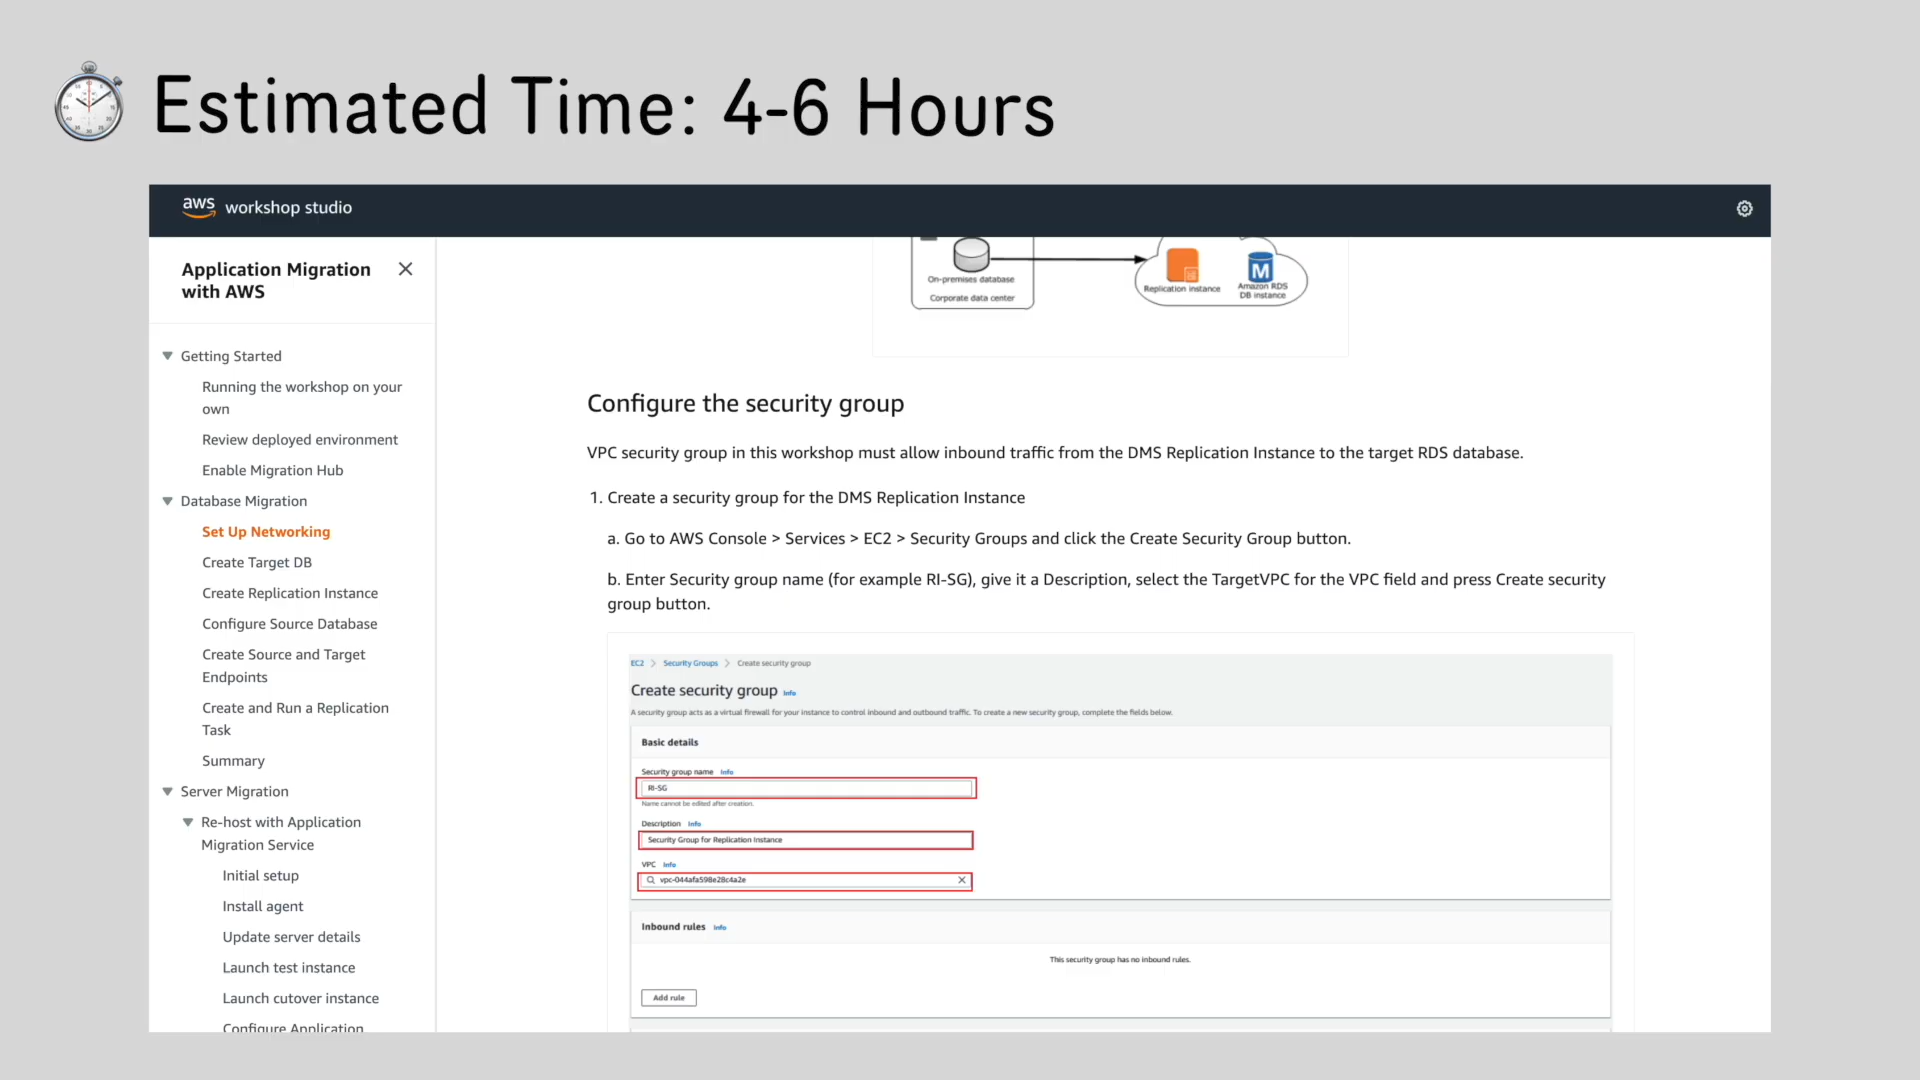 Estimated Time: 4-6 Hours
aws workshop studio
Application Migration
with AWS
Getting Started
Running the workshop on your
own
Review deployed environment
Enable Migration Hub
Database Migration
Set Up Networking
Create Target DB
Create Replication Instance
Configure Source Database
Create Source and Target
Endpoints
Create and Run a Replication
Task
Summary
Server Migration
Re-host with Application
Migration Service
Initial setup
Install agent
Update server details
Launch test instance
Launch cutover instance
Configure Application
On-premises database
Corporate data center
Replication instance
M
Amazon RDS
DB instance
Configure the security group
VPC security group in this workshop must allow inbound traffic from the DMS Replication Instance to the target RDS database.
1. Create a security group for the DMS Replication Instance
a. Go to AWS Console > Services > EC2 > Security Groups and click the Create Security Group button.
b. Enter Security group name (for example RI-SG), give it a Description, select the TargetVPC for the VPC field and press Create security
group button.
EC2 > Security Groups > Create security group
Create security group Info
A security group acts as a virtual firewall for your instance to control inbound and outbound traffic. To create a new security group, complete the fields below.
Basic details
Security group name Info
RI-SG
Name cannot be edited after creation.
Description Info
Security Group for Replication Instance
VPC Info
vpc-044afa598e28c4a2e
Inbound rules Info
This security group has no inbound rules.
Add rule